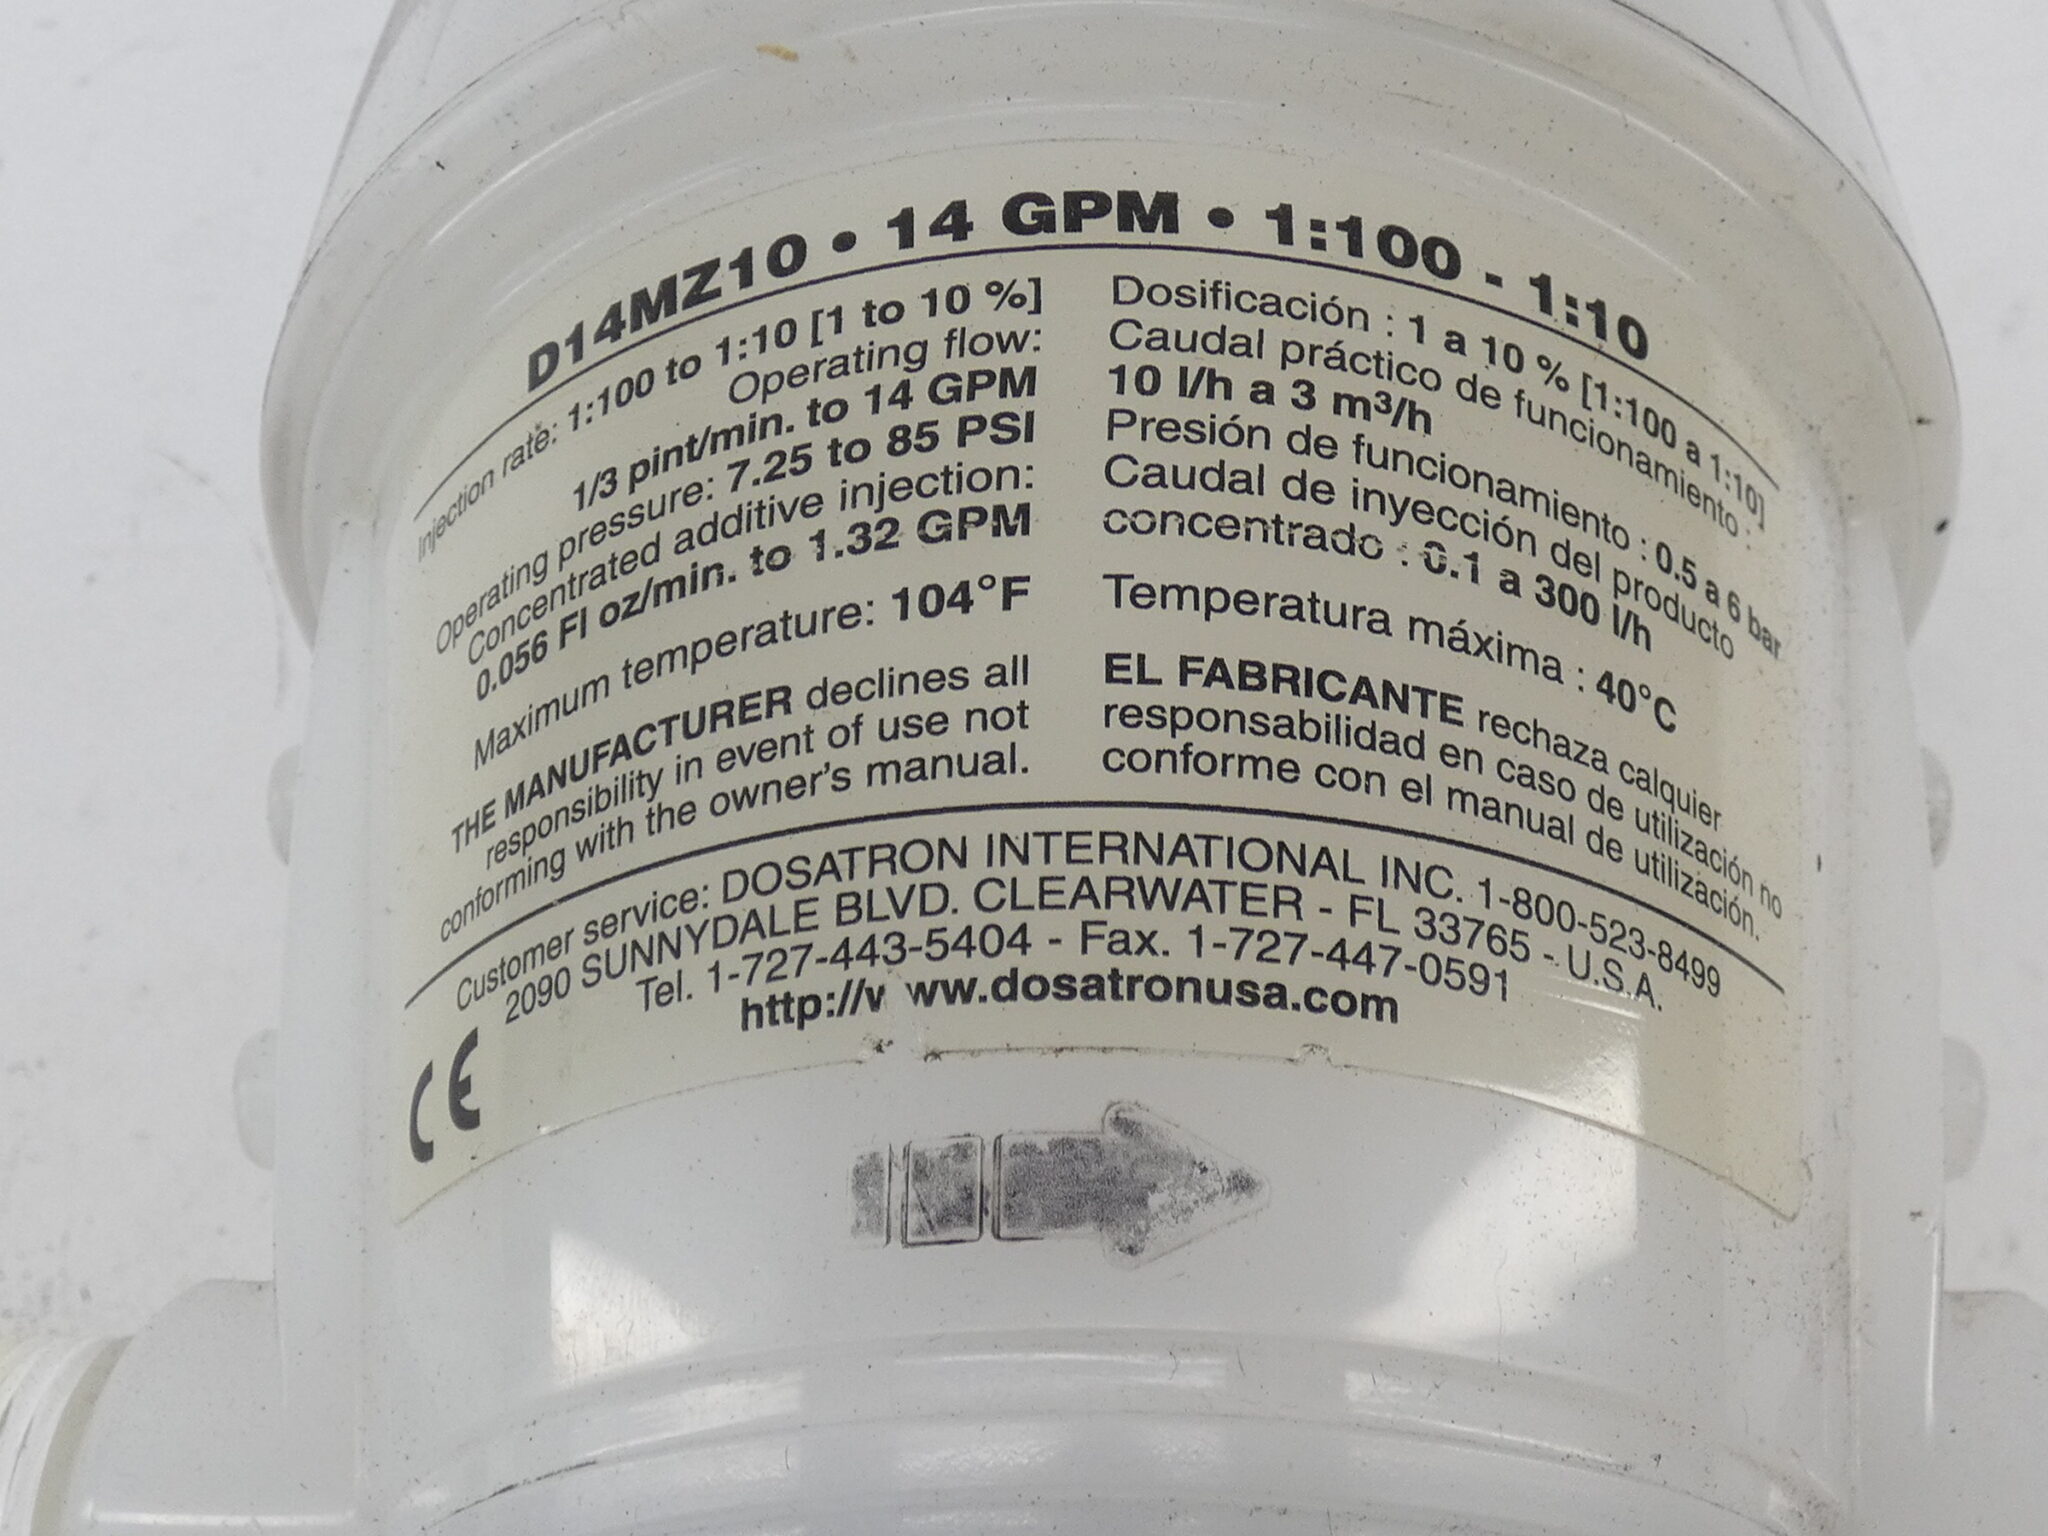 D14MZ10 • 14 GPM • 1:100 - 1:10
Injection rate: 1:100 to 1:10 [1 to 10 %]
Operating flow:
1/3 pint/min. to 14 GPM
Operating pressure: 7.25 to 85 PSI
Concentrated additive injection:
0.056 Fl oz/min. to 1.32 GPM
Maximum temperature: 104°F
THE MANUFACTURER declines all
responsibility in event of use not
conforming with the owner's manual.
Dosificación : 1 a 10 % [1:100 a 1:10]
Caudal práctico de funcionamiento :
10 l/h a 3 m³/h
Presión de funcionamiento : 0.5 a 6 bar
Caudal de inyección del producto
concentrado : 0.1 a 300 l/h
Temperatura máxima : 40°C
EL FABRICANTE rechaza calquier
responsabilidad en caso de utilización no
conforme con el manual de utilización.
Customer service: DOSATRON INTERNATIONAL INC. 1-800-523-8499
2090 SUNNYDALE BLVD. CLEARWATER - FL 33765 - U.S.A.
Tel. 1-727-443-5404 - Fax. 1-727-447-0591
http://www.dosatronusa.com
CE